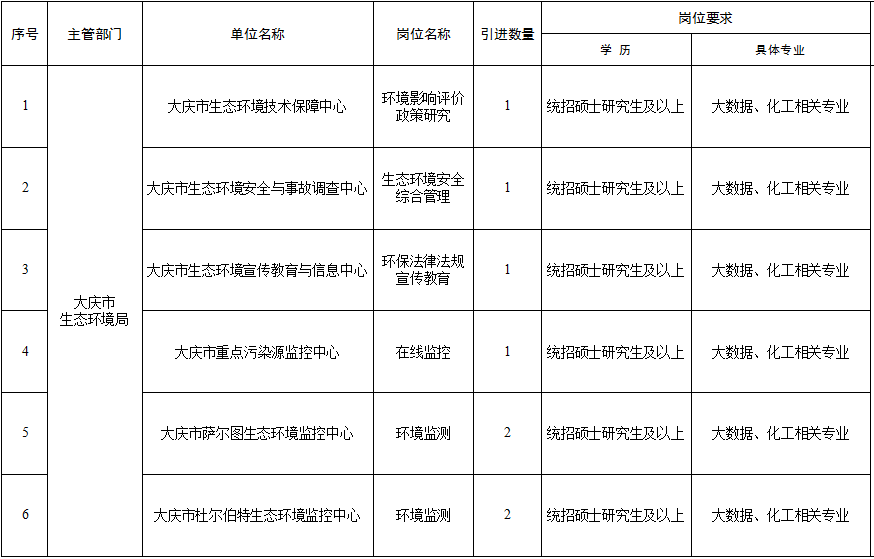 序号 主管部门 单位名称 岗位名称 引进数量 岗位要求
学 历 具体专业
大庆市
生态环境局
1 大庆市生态环境技术保障中心 环境影响评价
政策研究 1 统招硕士研究生及以上 大数据、化工相关专业
2 大庆市生态环境安全与事故调查中心 生态环境安全
综合管理 1 统招硕士研究生及以上 大数据、化工相关专业
3 大庆市生态环境宣传教育与信息中心 环保法律法规
宣传教育 1 统招硕士研究生及以上 大数据、化工相关专业
4 大庆市重点污染源监控中心 在线监控 1 统招硕士研究生及以上 大数据、化工相关专业
5 大庆市萨尔图生态环境监控中心 环境监测 2 统招硕士研究生及以上 大数据、化工相关专业
6 大庆市杜尔伯特生态环境监控中心 环境监测 2 统招硕士研究生及以上 大数据、化工相关专业